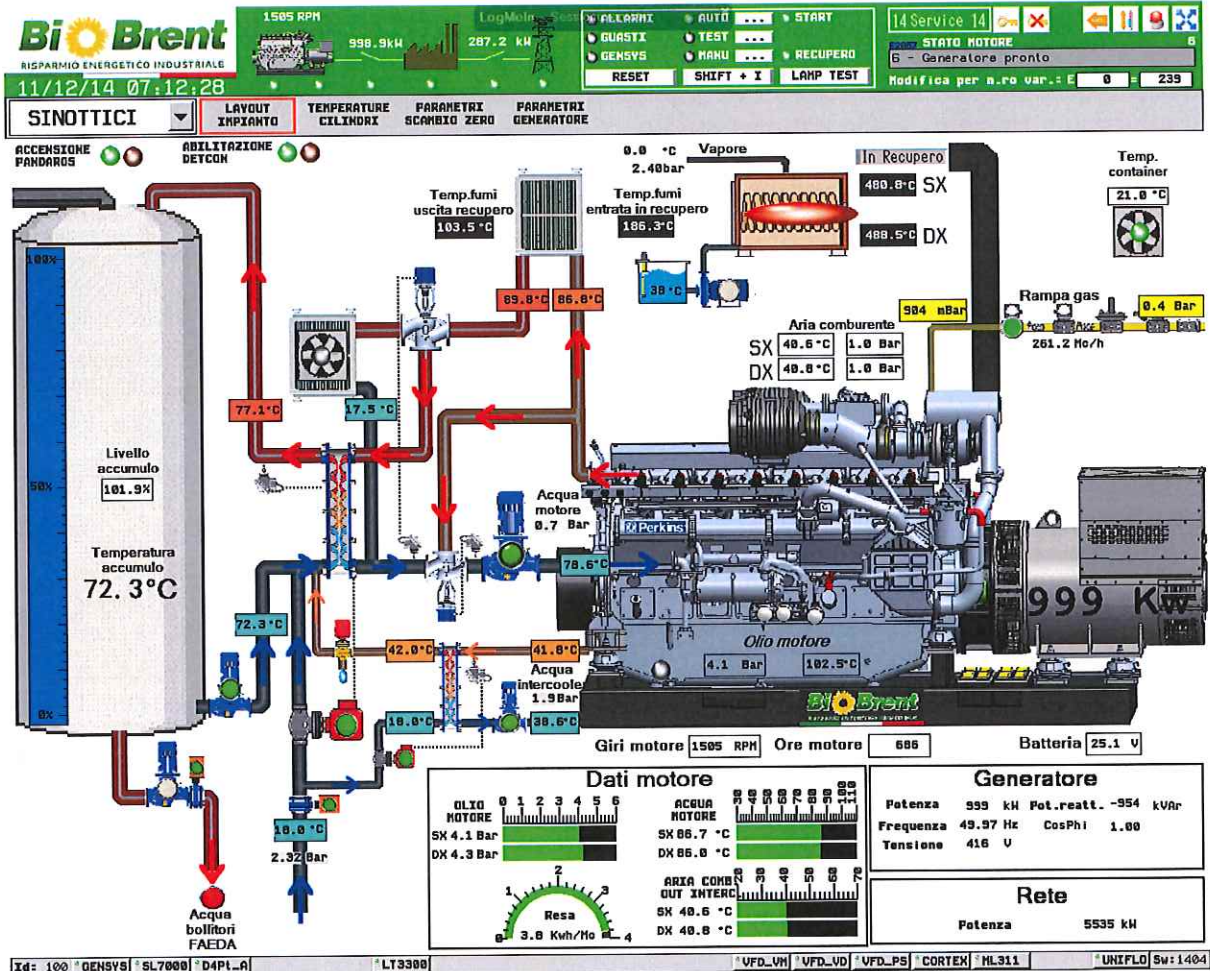 BiBrent
RISPARMIO ENERGETICO INDUSTRIALE
11/12/14 07:12:28
1505 RPM
998.9kW
287.2 kW
ALLARMI
GUASTI
GENSYS
AUTO ...
TEST ...
MANU ...
START
RECUPERO
RESET
SHIFT + I
LAMP TEST
14 Service 14
STATO MOTORE 6
6 - Generatore pronto
Modifica per n.ro var.: E 0 = 239
SINOTTICI
LAYOUT IMPIANTO
TEMPERATURE CILINDRI
PARAMETRI SCAMBIO ZERO
PARAMETRI GENERATORE
ACCENSIONE PANDAROS
ABILITAZIONE DETCON
0.0 °C
2.40bar
Vapore
In Recupero
480.8°C SX
488.5°C DX
Temp. container
21.0 °C
Temp.fumi uscita recupero
103.5 °C
Temp.fumi entrata in recupero
186.3°C
38 °C
89.8°C
86.8°C
904 mBar
Rampa gas
0.4 Bar
261.2 Mc/h
Aria comburente
SX 40.6°C 1.0 Bar
DX 40.8°C 1.0 Bar
77.1°C
17.5 °C
100%
50%
0%
Livello accumulo
101.9%
Temperatura accumulo
72.3°C
Acqua motore
0.7 Bar
Perkins
78.6°C
999 Kw
72.3°C
42.0°C
41.8°C
Acqua intercooler
1.9Bar
18.0°C
38.6°C
Olio motore
4.1 Bar
102.5°C
BiBrent
RISPARMIO ENERGETICO INDUSTRIALE
Giri motore 1505 RPM
Ore motore 686
Batteria 25.1 V
18.0 °C
2.32 Bar
Acqua bollitori FAEDA
Dati motore
OLIO MOTORE
0 1 2 3 4 5 6
SX 4.1 Bar
DX 4.3 Bar
0 1 2 3 4
Resa
3.8 Kwh/Mc
ACQUA MOTORE
30 40 50 60 70 80 90 100 110
SX 86.7 °C
DX 86.0 °C
ARIA COMB OUT INTERC
20 30 40 50 60 70
SX 40.6 °C
DX 40.8 °C
Generatore
Potenza 999 kW Pot.reatt. -954 kVAr
Frequenza 49.97 Hz CosPhi 1.00
Tensione 416 V
Rete
Potenza 5535 kW
Id: 100 GENSYS SL7000 D4Pt_A LT3300 VFD_VM VFD_VD VFD_PS CORTEX ML311 UNIFLO Sw:1404